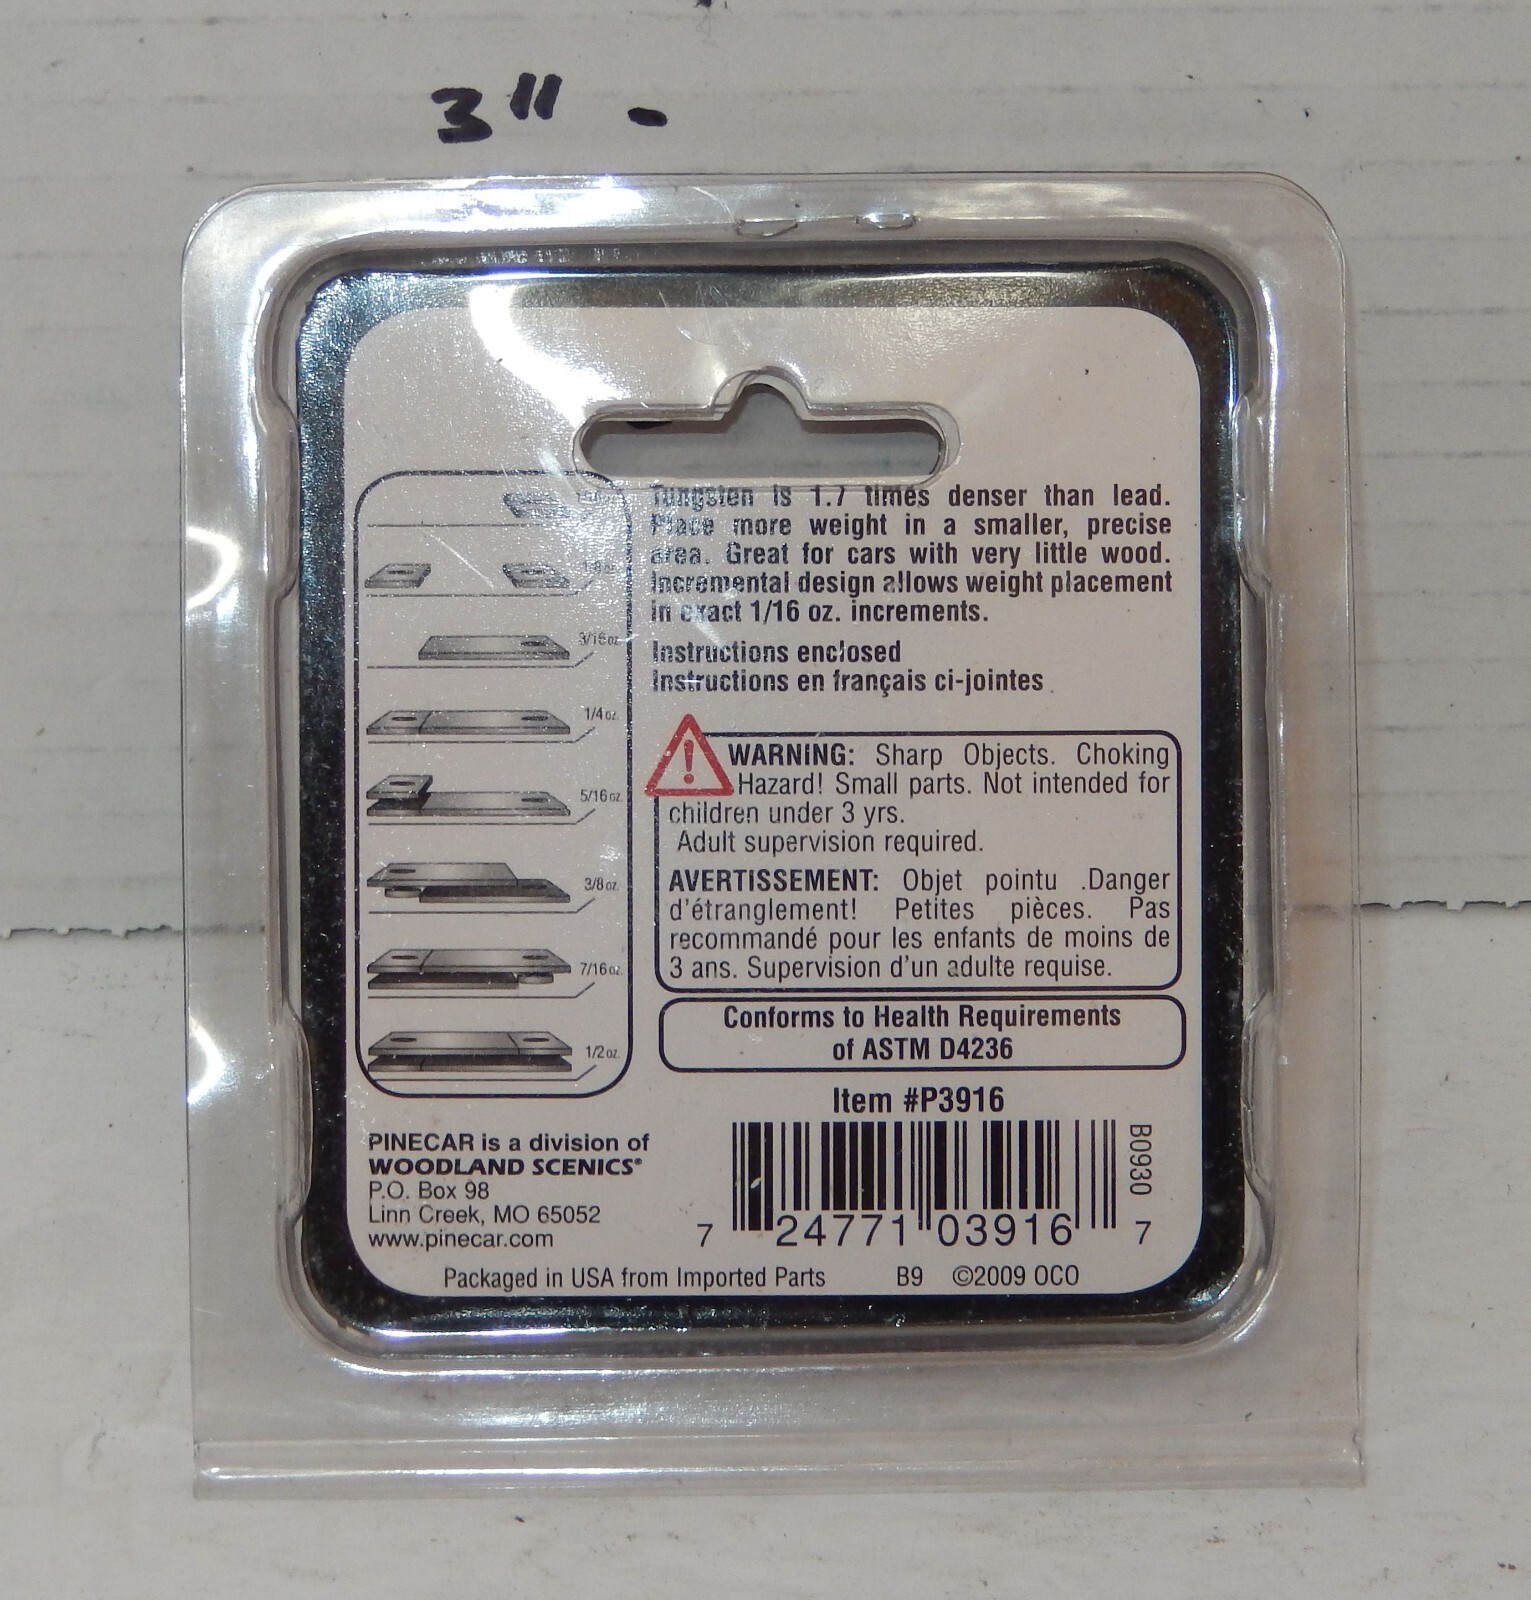 3" -
Tungsten is 1.7 times denser than lead.
Place more weight in a smaller, precise
area. Great for cars with very little wood.
Incremental design allows weight placement
in exact 1/16 oz. increments.
Instructions enclosed
Instructions en français ci-jointes
1/8 oz.
3/16 oz.
1/4 oz.
5/16 oz.
3/8 oz.
7/16 oz.
1/2 oz.
WARNING: Sharp Objects. Choking
Hazard! Small parts. Not intended for
children under 3 yrs.
Adult supervision required.
AVERTISSEMENT: Objet pointu .Danger
d'étranglement! Petites pièces. Pas
recommandé pour les enfants de moins de
3 ans. Supervision d'un adulte requise.
Conforms to Health Requirements
of ASTM D4236
Item #P3916
PINECAR is a division of
WOODLAND SCENICS®
P.O. Box 98
Linn Creek, MO 65052
www.pinecar.com
B0930
7 24771 03916 7
Packaged in USA from Imported Parts B9 ©2009 OCO